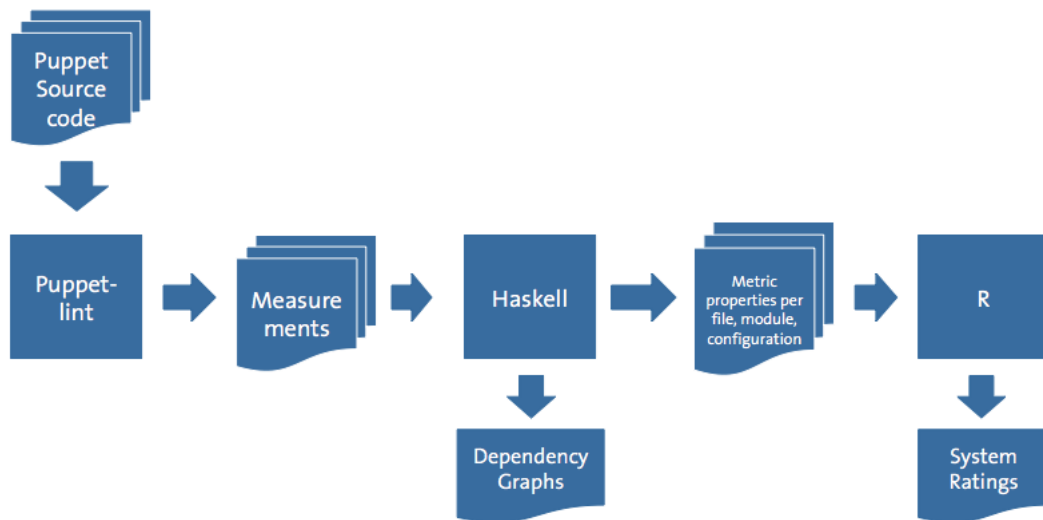 Puppet
Source
code
Puppet-
lint
Measure
ments
Haskell
Metric
properties per
file, module,
configuration
R
Dependency
Graphs
System
Ratings